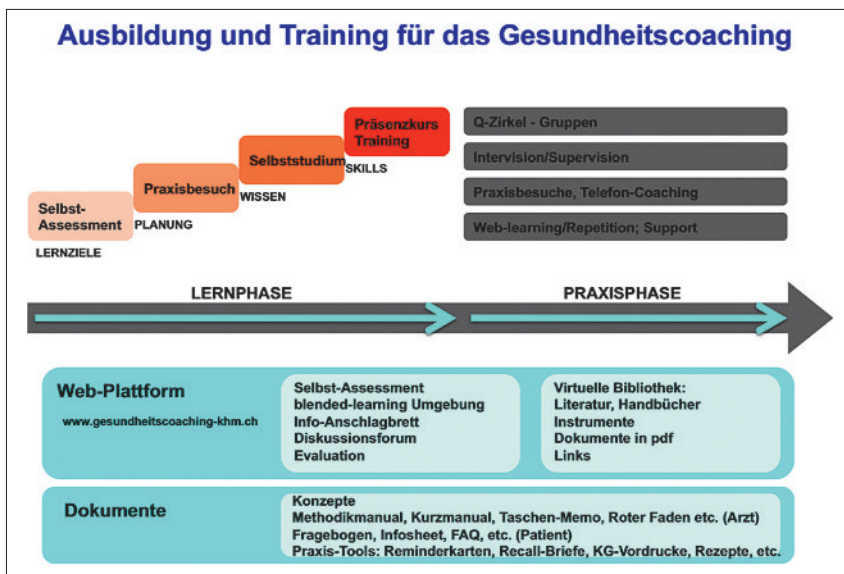 Ausbildung und Training für das Gesundheitscoaching
Selbst-
Assessment
LERNZIELE
Praxisbesuch
PLANUNG
Selbststudium
WISSEN
Präsenzkurs
Training
SKILLS
Q-Zirkel - Gruppen
Intervision/Supervision
Praxisbesuche, Telefon-Coaching
Web-learning/Repetition; Support
LERNPHASE
PRAXISPHASE
Web-Plattform
www.gesundheitscoaching-khm.ch
Selbst-Assessment
blended-learning Umgebung
Info-Anschlagbrett
Diskussionsforum
Evaluation
Virtuelle Bibliothek:
Literatur, Handbücher
Instrumente
Dokumente in pdf
Links
Dokumente
Konzepte
Methodikmanual, Kurzmanual, Taschen-Memo, Roter Faden etc. (Arzt)
Fragebogen, Infosheet, FAQ, etc. (Patient)
Praxis-Tools: Reminderkarten, Recall-Briefe, KG-Vordrucke, Rezepte, etc.